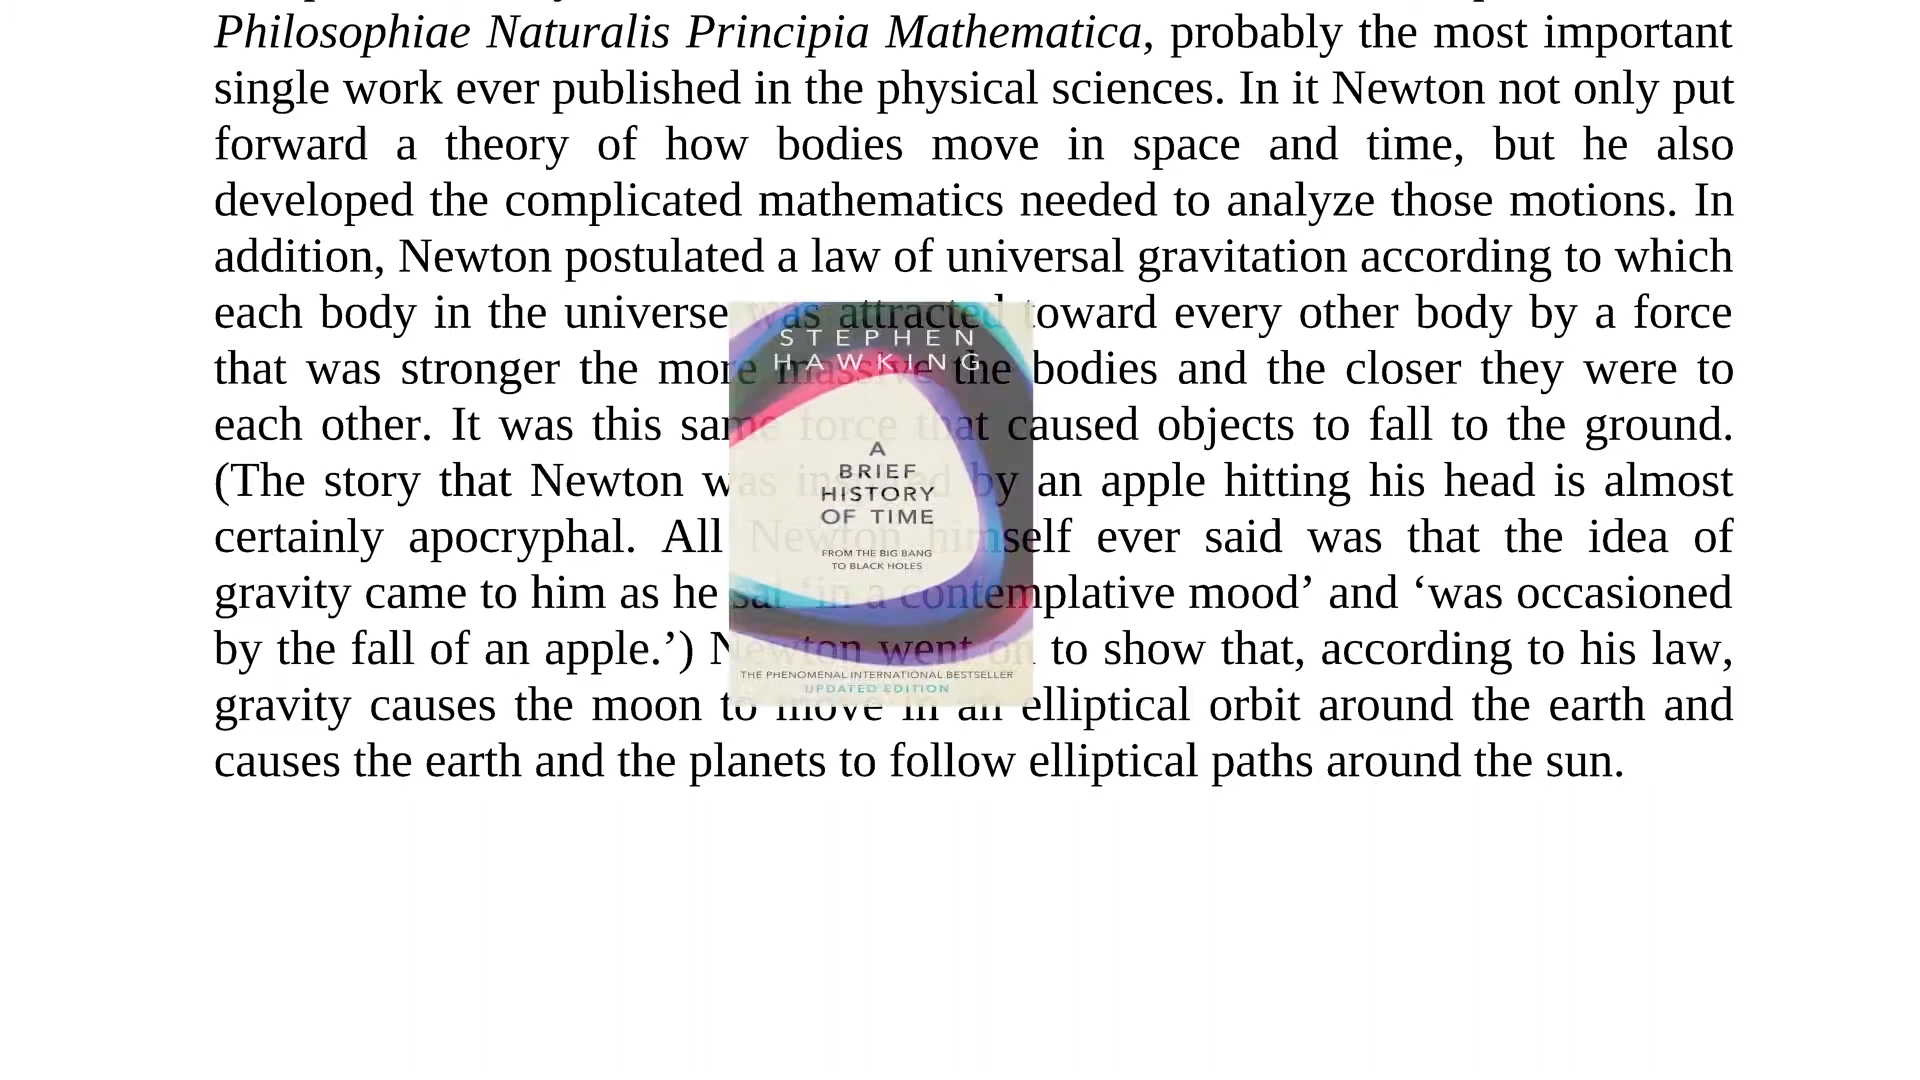 Philosophiae Naturalis Principia Mathematica, probably the most important
single work ever published in the physical sciences. In it Newton not only put
forward a theory of how bodies move in space and time, but he also
developed the complicated mathematics needed to analyze those motions. In
addition, Newton postulated a law of universal gravitation according to which
each body in the universe was attracted toward every other body by a force
that was stronger the more massive the bodies and the closer they were to
each other. It was this same force that caused objects to fall to the ground.
(The story that Newton was inspired by an apple hitting his head is almost
certainly apocryphal. All Newton himself ever said was that the idea of
gravity came to him as he sat ‘in a contemplative mood’ and ‘was occasioned
by the fall of an apple.’) Newton went on to show that, according to his law,
gravity causes the moon to move in an elliptical orbit around the earth and
causes the earth and the planets to follow elliptical paths around the sun.
STEPHEN
HAWKING
A
BRIEF
HISTORY
OF TIME
FROM THE BIG BANG
TO BLACK HOLES
THE PHENOMENAL INTERNATIONAL BESTSELLER
UPDATED EDITION